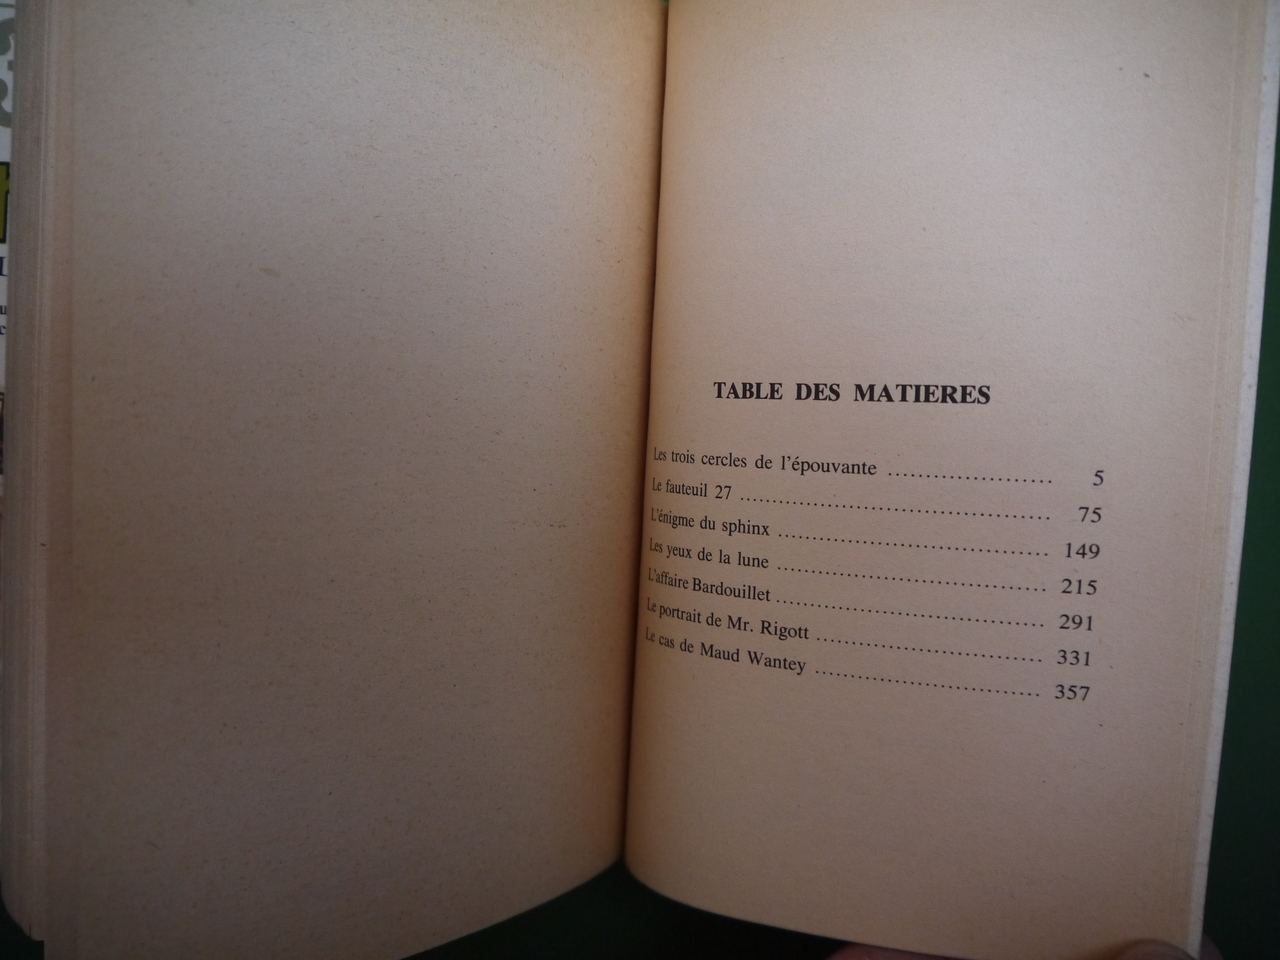 TABLE DES MATIERES
Les trois cercles de l'épouvante .................... 5
Le fauteuil 27 ........................................ 75
L'énigme du sphinx .................................. 149
Les yeux de la lune .................................. 215
L'affaire Bardouillet .................................. 291
Le portrait de Mr. Rigott ............................ 331
Le cas de Maud Wantey ............................ 357